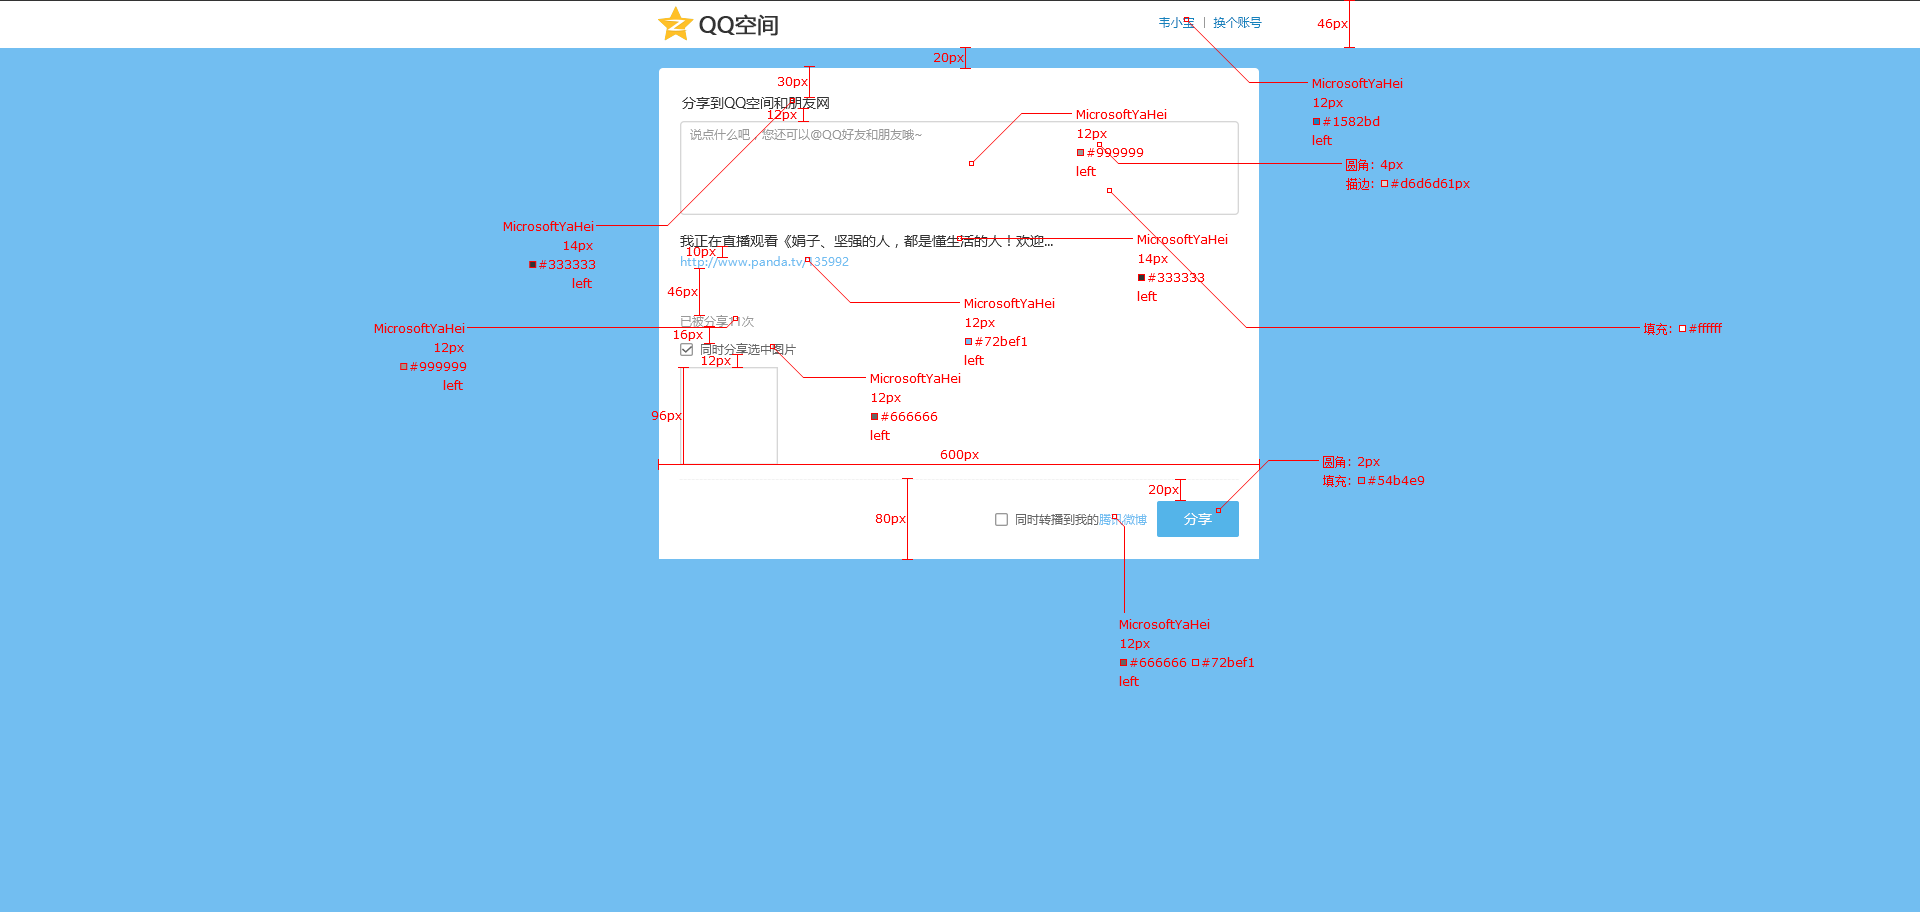 QQ空间
韦小宝 | 换个账号
46px
20px
30px
MicrosoftYaHei
12px
#1582bd
left
分享到QQ空间和朋友网
12px
说点什么吧，您还可以@QQ好友和朋友哦~
MicrosoftYaHei
12px
#999999
left
圆角：4px
描边：#d6d6d61px
MicrosoftYaHei
14px
#333333
left
我正在直播观看《娟子、坚强的人，都是懂生活的人！欢迎...
10px
http://www.panda.tv/135992
MicrosoftYaHei
14px
#333333
left
46px
MicrosoftYaHei
12px
#72bef1
left
填充：#ffffff
已被分享11次
MicrosoftYaHei
12px
#999999
left
16px
同时分享选中图片
12px
MicrosoftYaHei
12px
#666666
left
96px
600px
圆角：2px
填充：#54b4e9
20px
80px
同时转播到我的腾讯微博
分享
MicrosoftYaHei
12px
#666666 #72bef1
left